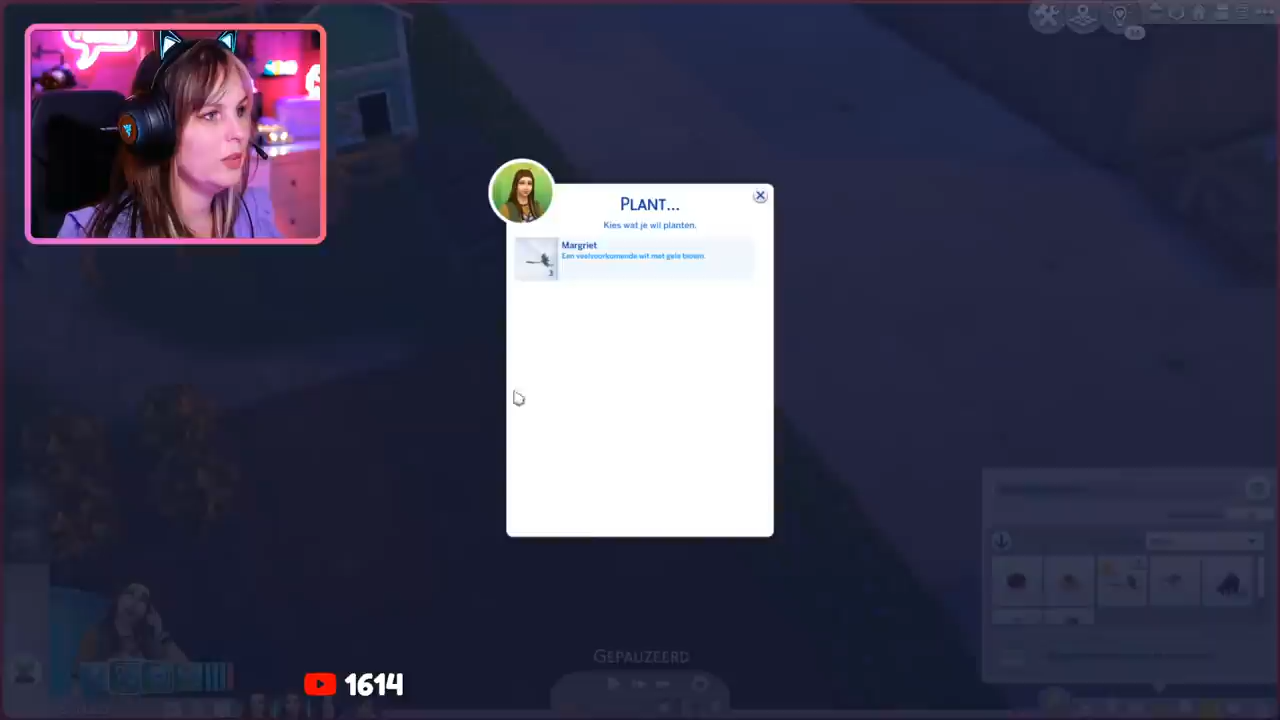 PLANT...
Kies wat je wil planten.
Margriet
Een veelvoorkomende wit met gele bloem.
3
GEPAUZEERD
1614